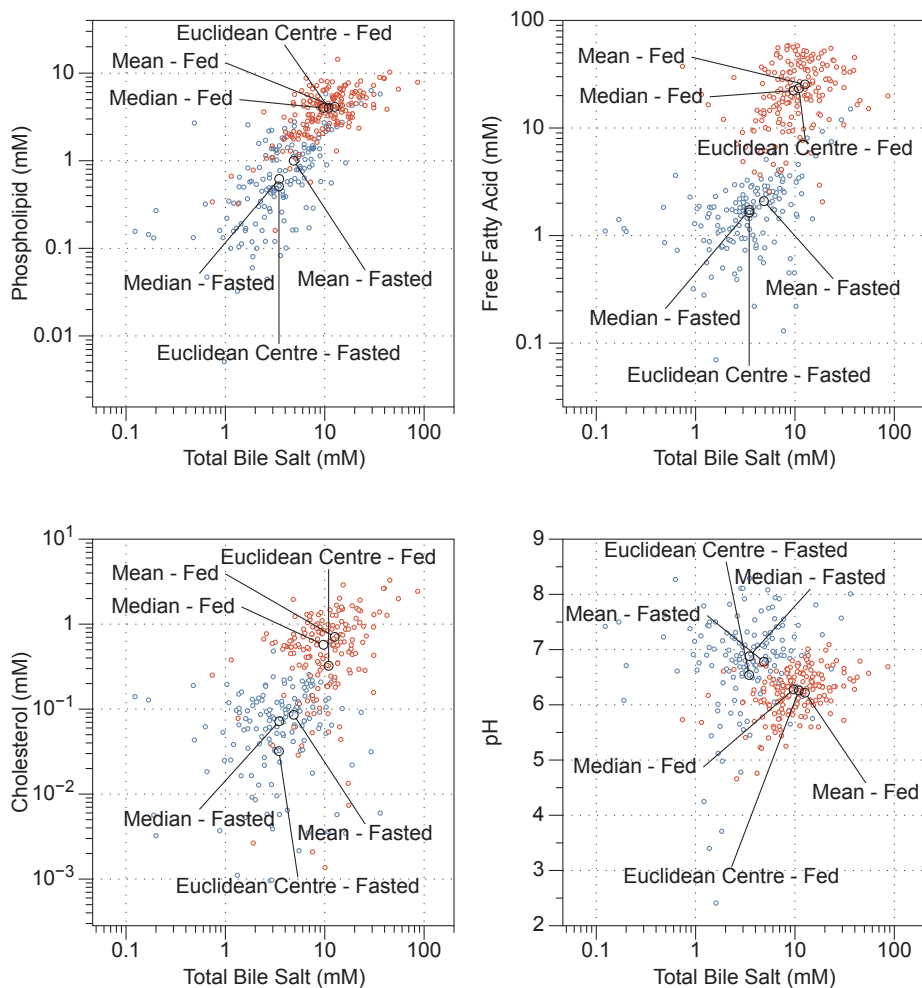 Euclidean Centre - Fed
Mean - Fed
Median - Fed
10
1
0.1
0.01
Phospholipid (mM)
Median - Fasted
Mean - Fasted
Euclidean Centre - Fasted
0.1
1
10
100
Total Bile Salt (mM)
100
10
1
0.1
Free Fatty Acid (mM)
Mean - Fed
Median - Fed
Euclidean Centre - Fed
Median - Fasted
Mean - Fasted
Euclidean Centre - Fasted
0.1
1
10
100
Total Bile Salt (mM)
10¹
1
10⁻¹
10⁻²
10⁻³
Cholesterol (mM)
Euclidean Centre - Fed
Mean - Fed
Median - Fed
Median - Fasted
Mean - Fasted
Euclidean Centre - Fasted
0.1
1
10
100
Total Bile Salt (mM)
9
8
7
6
5
4
3
2
pH
Euclidean Centre - Fasted
Median - Fasted
Mean - Fasted
Median - Fed
Mean - Fed
Euclidean Centre - Fed
0.1
1
10
100
Total Bile Salt (mM)